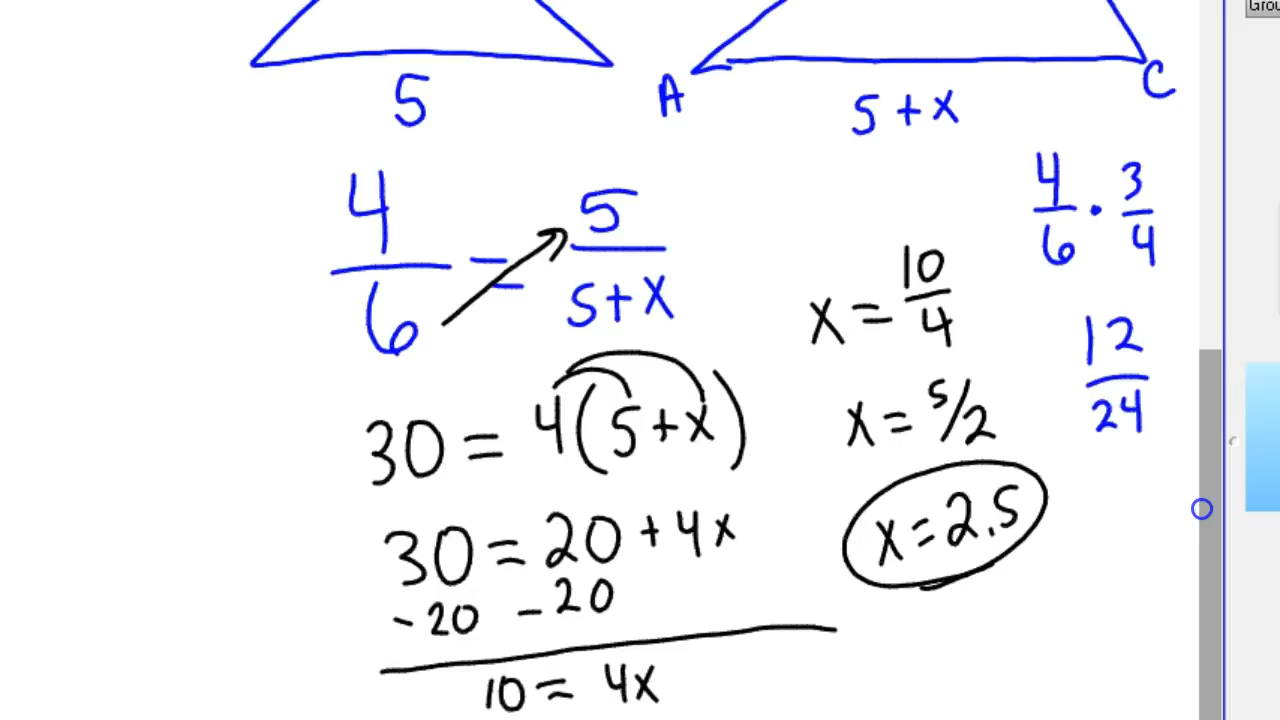 Grou
5
A
C
5 + x
4/6 = 5/5+x
4/6 · 3/4
12/24
30 = 4(5+x)
30 = 20 + 4x
-20 -20
10 = 4x
x = 10/4
x = 5/2
x = 2.5